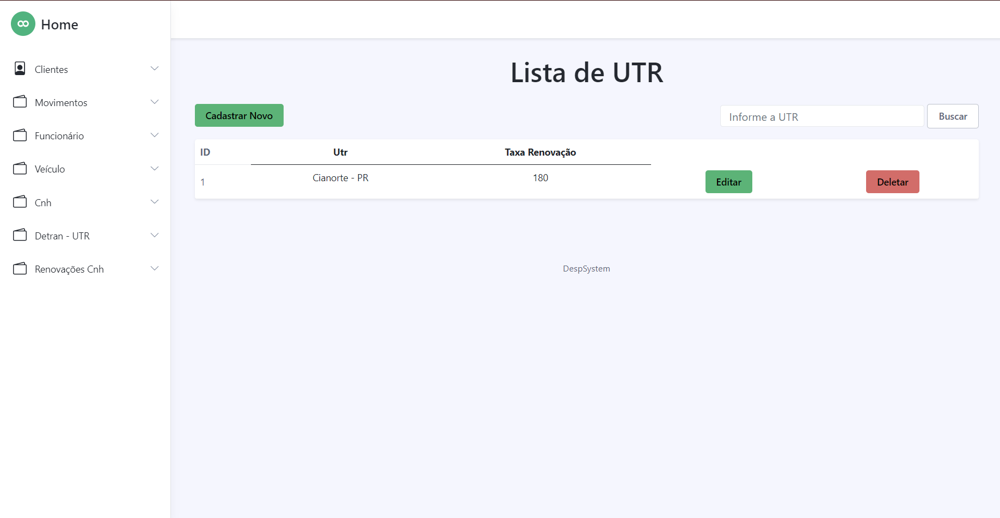 Home
Clientes
Movimentos
Funcionário
Veículo
Cnh
Detran - UTR
Renovações Cnh
Lista de UTR
Cadastrar Novo
Informe a UTR Buscar
ID Utr Taxa Renovação
1 Cianorte - PR 180 Editar Deletar
DespSystem